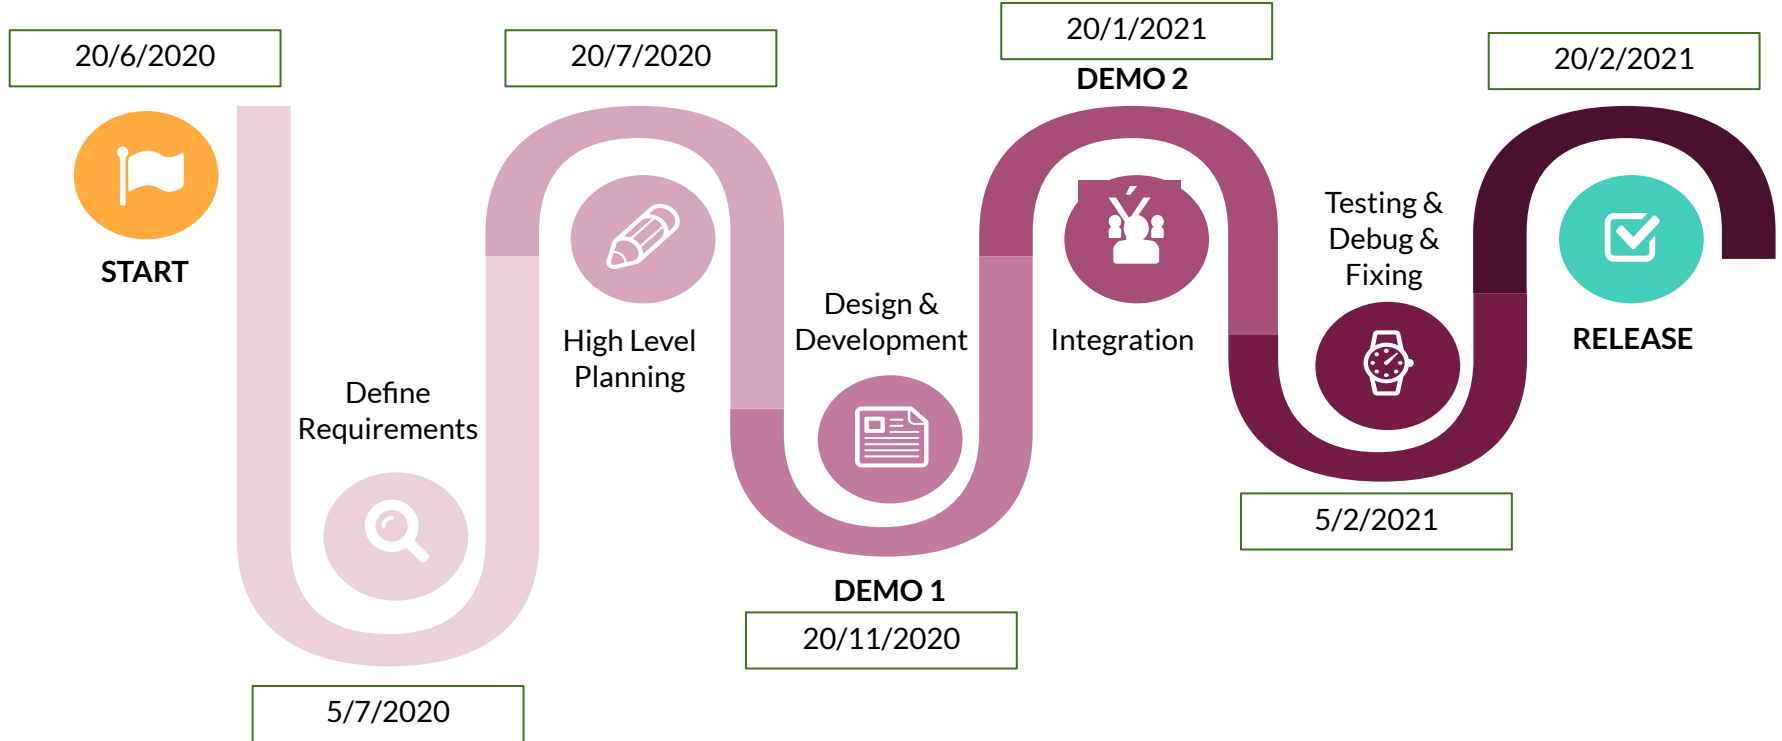 20/6/2020
START
Define
Requirements
5/7/2020
20/7/2020
High Level
Planning
Design &
Development
DEMO 1
20/11/2020
20/1/2021
DEMO 2
Integration
Testing &
Debug &
Fixing
5/2/2021
20/2/2021
RELEASE